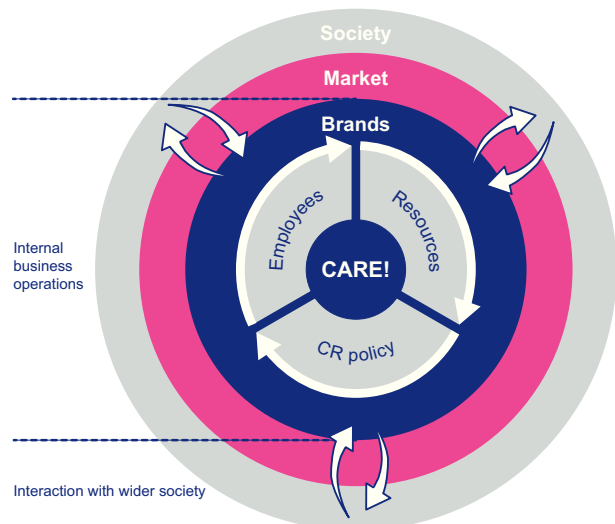 Society
Market
Brands
Employees
Resources
CARE!
CR policy
Internal
business
operations
Interaction with wider society